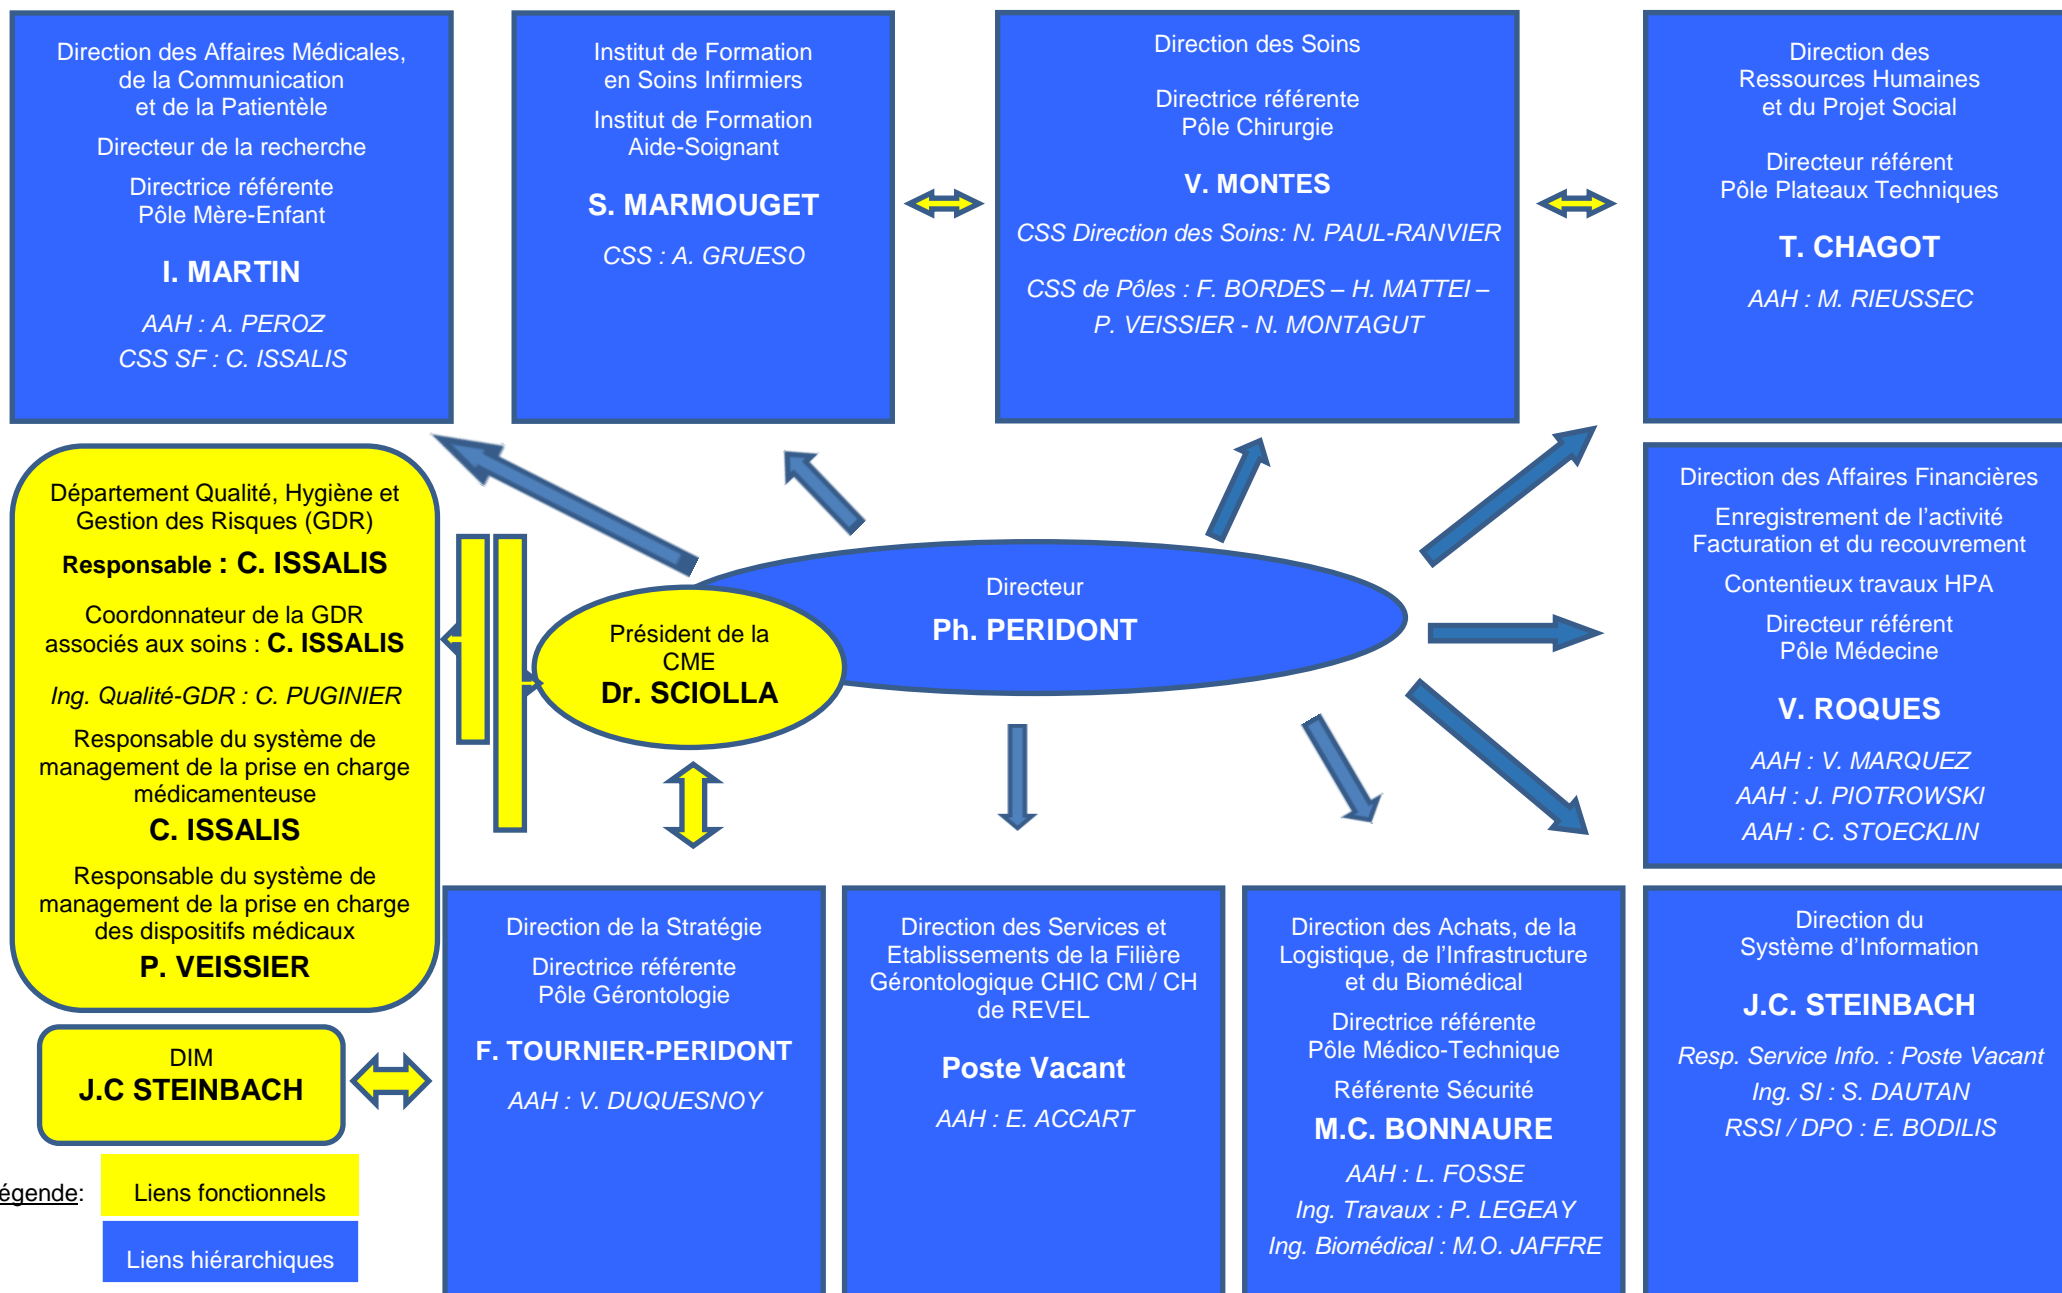 Direction des Affaires Médicales,
de la Communication
et de la Patientèle
Directeur de la recherche
Directrice référente
Pôle Mère-Enfant
I. MARTIN
AAH : A. PEROZ
CSS SF : C. ISSALIS
Institut de Formation
en Soins Infirmiers
Institut de Formation
Aide-Soignant
S. MARMOUGET
CSS : A. GRUESO
Direction des Soins
Directrice référente
Pôle Chirurgie
V. MONTES
CSS Direction des Soins: N. PAUL-RANVIER
CSS de Pôles : F. BORDES – H. MATTEI –
P. VEISSIER - N. MONTAGUT
Direction des
Ressources Humaines
et du Projet Social
Directeur référent
Pôle Plateaux Techniques
T. CHAGOT
AAH : M. RIEUSSEC
Département Qualité, Hygiène et
Gestion des Risques (GDR)
Responsable : C. ISSALIS
Coordonnateur de la GDR
associés aux soins : C. ISSALIS
Ing. Qualité-GDR : C. PUGINIER
Responsable du système de
management de la prise en charge
médicamenteuse
C. ISSALIS
Responsable du système de
management de la prise en charge
des dispositifs médicaux
P. VEISSIER
Président de la
CME
Dr. SCIOLLA
Directeur
Ph. PERIDONT
Direction des Affaires Financières
Enregistrement de l’activité
Facturation et du recouvrement
Contentieux travaux HPA
Directeur référent
Pôle Médecine
V. ROQUES
AAH : V. MARQUEZ
AAH : J. PIOTROWSKI
AAH : C. STOECKLIN
DIM
J.C STEINBACH
Direction de la Stratégie
Directrice référente
Pôle Gérontologie
F. TOURNIER-PERIDONT
AAH : V. DUQUESNOY
Direction des Services et
Etablissements de la Filière
Gérontologique CHIC CM / CH
de REVEL
Poste Vacant
AAH : E. ACCART
Direction des Achats, de la
Logistique, de l’Infrastructure
et du Biomédical
Directrice référente
Pôle Médico-Technique
Référente Sécurité
M.C. BONNAURE
AAH : L. FOSSE
Ing. Travaux : P. LEGEAY
Ing. Biomédical : M.O. JAFFRE
Direction du
Système d’Information
J.C. STEINBACH
Resp. Service Info. : Poste Vacant
Ing. SI : S. DAUTAN
RSSI / DPO : E. BODILIS
égende:
Liens fonctionnels
Liens hiérarchiques